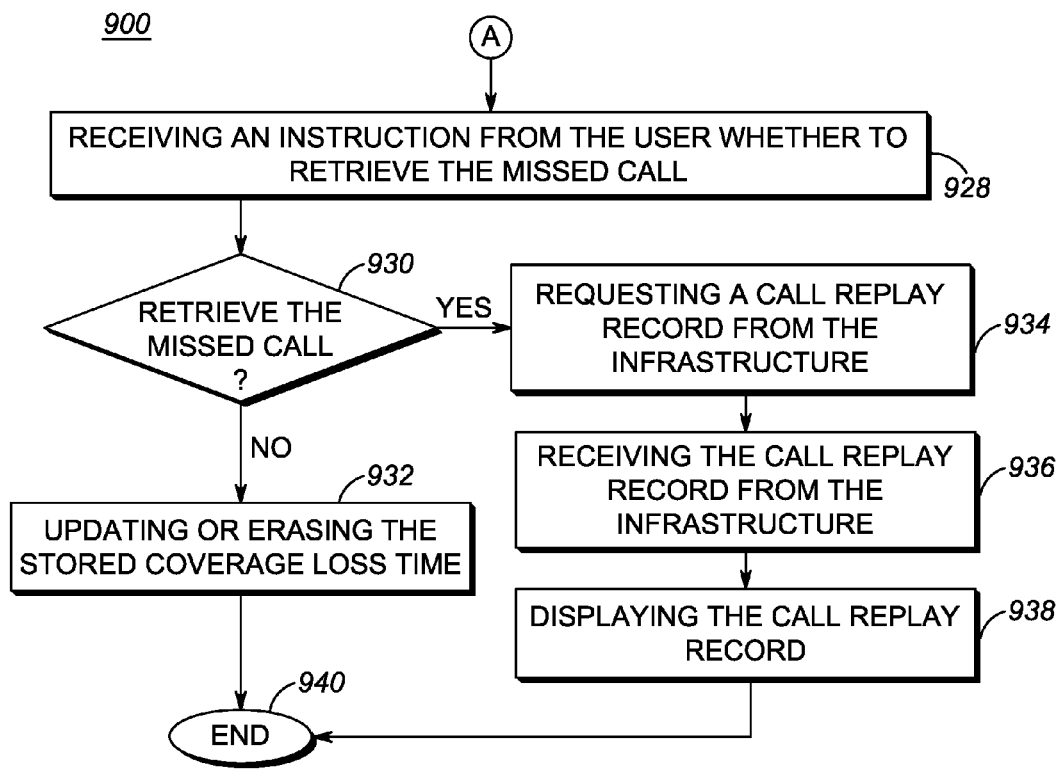 900
A
RECEIVING AN INSTRUCTION FROM THE USER WHETHER TO
RETRIEVE THE MISSED CALL
928
930
RETRIEVE THE
MISSED CALL
?
YES
REQUESTING A CALL REPLAY
RECORD FROM THE
INFRASTRUCTURE
934
NO
RECEIVING THE CALL REPLAY
RECORD FROM THE
INFRASTRUCTURE
936
932
UPDATING OR ERASING THE
STORED COVERAGE LOSS TIME
DISPLAYING THE CALL REPLAY
RECORD
938
940
END